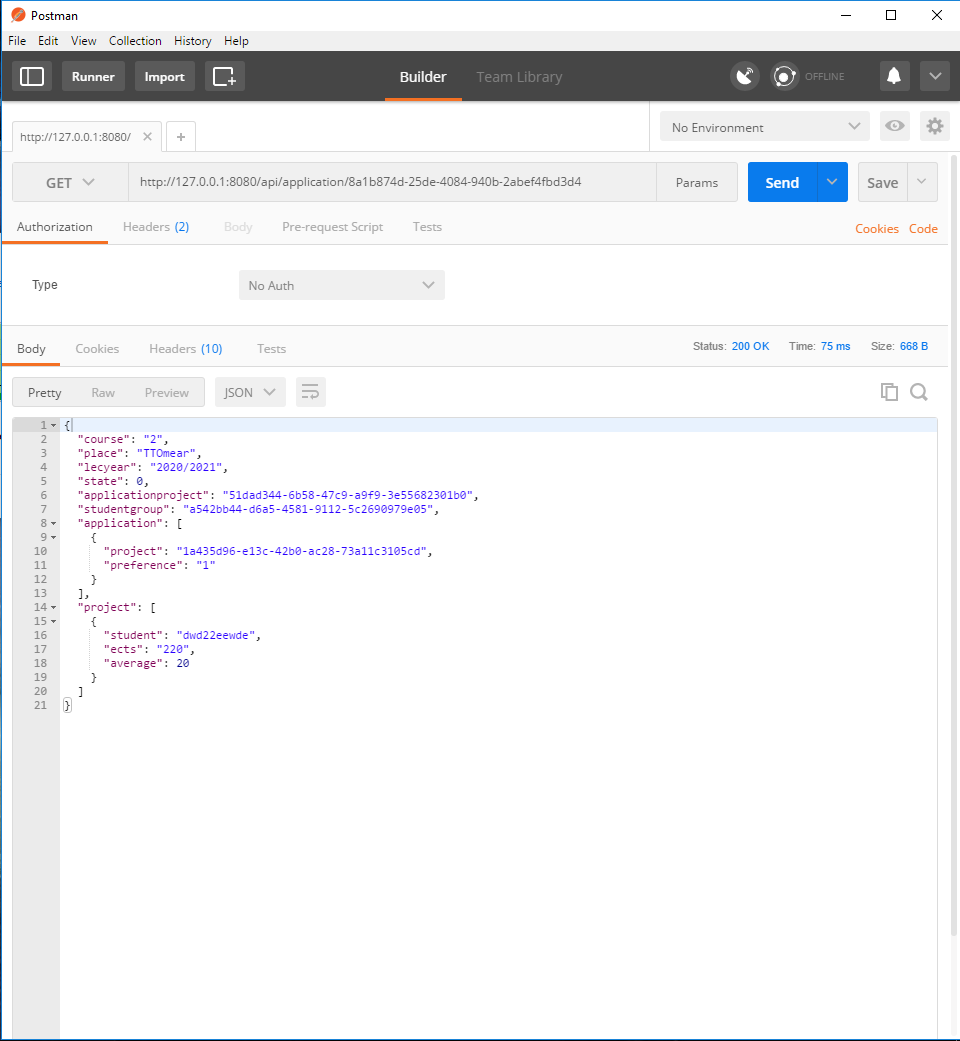 Postman
File Edit View Collection History Help
Runner Import Builder Team Library OFFLINE
http://127.0.0.1:8080/ No Environment
GET http://127.0.0.1:8080/api/application/8a1b874d-25de-4084-940b-2abef4fbd3d4 Params Send Save
Authorization Headers (2) Body Pre-request Script Tests Cookies Code
Type No Auth
Body Cookies Headers (10) Tests Status: 200 OK Time: 75 ms Size: 668 B
Pretty Raw Preview JSON
1 {
2 "course": "2",
3 "place": "TTOmear",
4 "lecyear": "2020/2021",
5 "state": 0,
6 "applicationproject": "51dad344-6b58-47c9-a9f9-3e55682301b0",
7 "studentgroup": "a542bb44-d6a5-4581-9112-5c2690979e05",
8 "application": [
9 {
10 "project": "1a435d96-e13c-42b0-ac28-73a11c3105cd",
11 "preference": "1"
12 }
13 ],
14 "project": [
15 {
16 "student": "dwd22eewde",
17 "ects": "220",
18 "average": 20
19 }
20 ]
21 }